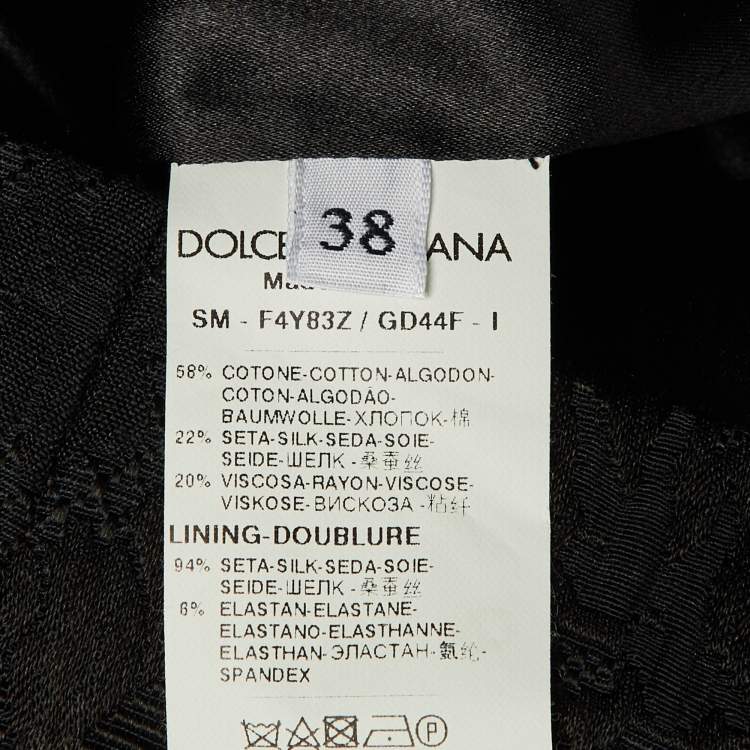 38
DOLCE ANA
Mad
SM - F4Y83Z / GD44F - I
58% COTONE-COTTON-ALGODON-
COTON-ALGODÃO-
BAUMWOLLE-ХЛОПОК-棉
22% SETA-SILK-SEDA-SOIE-
SEIDE-ШЕЛК-桑蚕丝
20% VISCOSA-RAYON-VISCOSE-
VISKOSE-ВИСКОЗА-粘纤
LINING-DOUBLURE
94% SETA-SILK-SEDA-SOIE-
SEIDE-ШЕЛК-桑蚕丝
6% ELASTAN-ELASTANE-
ELASTANO-ELASTHANNE-
ELASTHAN-ЭЛАСТАН-氨纶-
SPANDEX
P